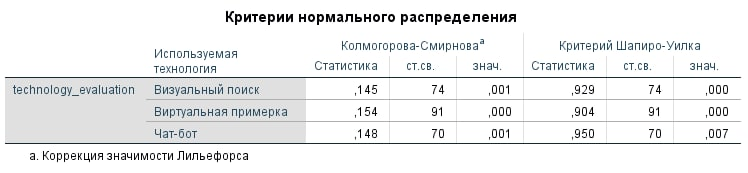 Критерии нормального распределения
Используемая технология Колмогорова-Смирноваᵃ Критерий Шапиро-Уилка
Статистика ст.св. знач. Статистика ст.св. знач.
technology_evaluation Визуальный поиск ,145 74 ,001 ,929 74 ,000
Виртуальная примерка ,154 91 ,000 ,904 91 ,000
Чат-бот ,148 70 ,001 ,950 70 ,007
a. Коррекция значимости Лильефорса